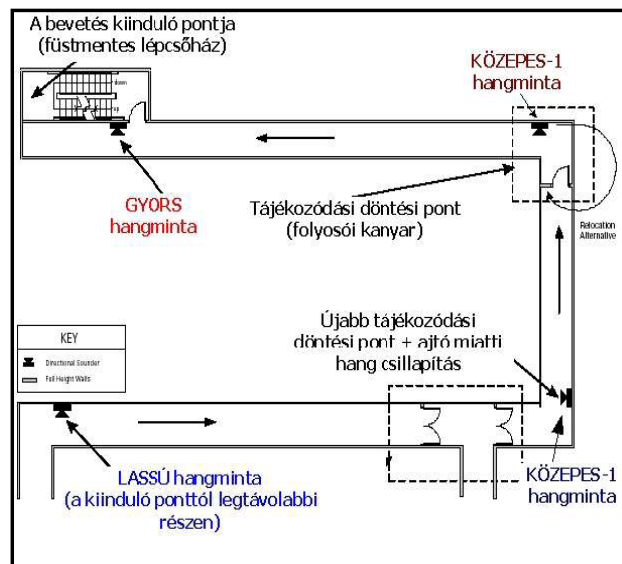 A bevetés kiinduló pontja
(füstmentes lépcsőház)
down
up
KÖZEPES-1
hangminta
GYORS
hangminta
Tájékozódási döntési pont
(folyosói kanyar)
Relocation
Alternative
Újabb tájékozódási
döntési pont + ajtó miatti
hang csillapítás
KEY
Directional Sounder
Full Height Walls
LASSÚ hangminta
(a kiinduló ponttól legtávolabbi
részen)
KÖZEPES-1
hangminta